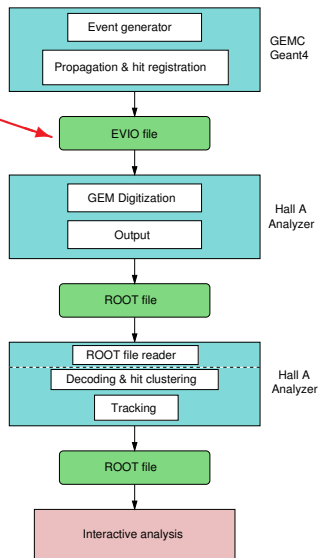 Event generator
GEMC
Geant4
Propagation & hit registration
EVIO file
GEM Digitization
Hall A
Analyzer
Output
ROOT file
ROOT file reader
Decoding & hit clustering
Hall A
Analyzer
Tracking
ROOT file
Interactive analysis